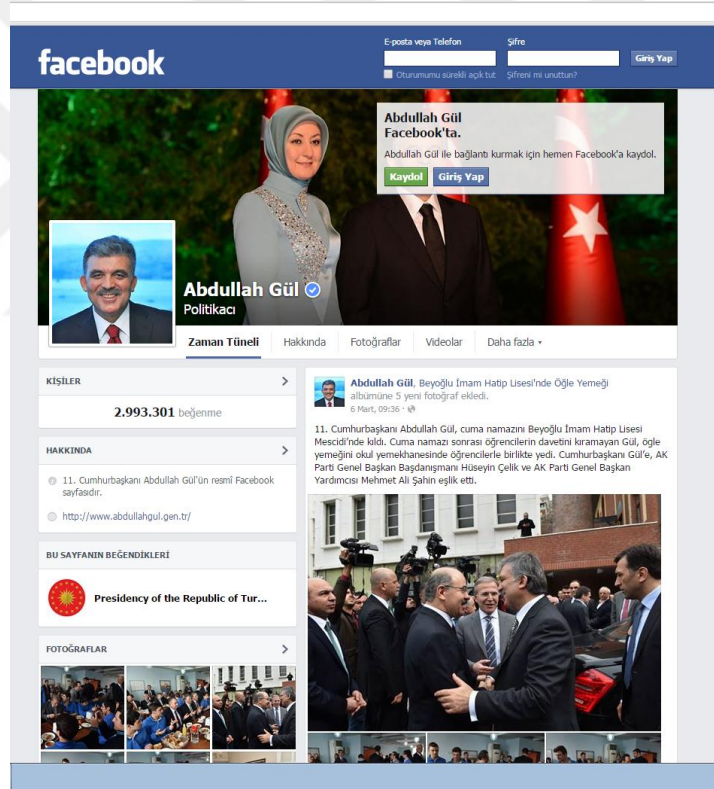 facebook
E-posta veya Telefon
Şifre
Giriş Yap
Oturumumu sürekli açık tut
Şifreni mi unuttun?
Abdullah Gül
Facebook'ta.
Abdullah Gül ile bağlantı kurmak için hemen Facebook'a kaydol.
Kaydol
Giriş Yap
Abdullah Gül
Politikacı
Zaman Tüneli
Hakkında
Fotoğraflar
Videolar
Daha fazla
KİŞİLER
2.993.301 beğenme
HAKKINDA
11. Cumhurbaşkanı Abdullah Gül'ün resmî Facebook
sayfasıdır.
http://www.abdullahgul.gen.tr/
BU SAYFANIN BEĞENDİKLERİ
Presidency of the Republic of Tur...
FOTOĞRAFLAR
Abdullah Gül, Beyoğlu İmam Hatip Lisesi'nde Öğle Yemeği
albümüne 5 yeni fotoğraf ekledi.
6 Mart, 09:36 ·
11. Cumhurbaşkanı Abdullah Gül, cuma namazını Beyoğlu İmam Hatip Lisesi
Mescidi'nde kıldı. Cuma namazı sonrası öğrencilerin davetini kıramayan Gül, öğle
yemeğini okul yemekhanesinde öğrencilerle birlikte yedi. Cumhurbaşkanı Gül'e, AK
Parti Genel Başkan Başdanışmanı Hüseyin Çelik ve AK Parti Genel Başkan
Yardımcısı Mehmet Ali Şahin eşlik etti.